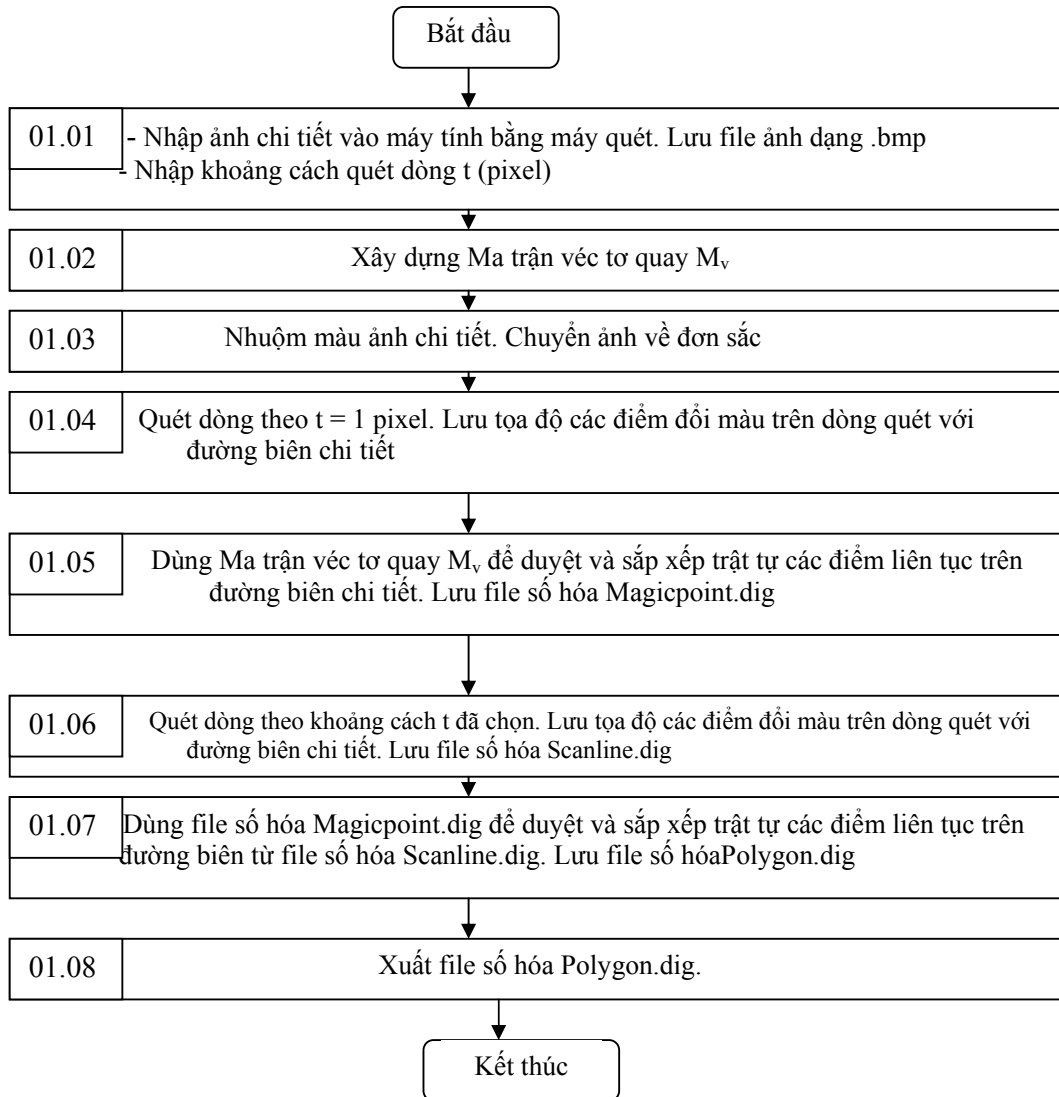 Bắt đầu
01.01
- Nhập ảnh chi tiết vào máy tính bằng máy quét. Lưu file ảnh dạng .bmp
- Nhập khoảng cách quét dòng t (pixel)
01.02
Xây dựng Ma trận véc tơ quay Mv
01.03
Nhuộm màu ảnh chi tiết. Chuyển ảnh về đơn sắc
01.04
Quét dòng theo t = 1 pixel. Lưu tọa độ các điểm đổi màu trên dòng quét với
đường biên chi tiết
01.05
Dùng Ma trận véc tơ quay Mv để duyệt và sắp xếp trật tự các điểm liên tục trên
đường biên chi tiết. Lưu file số hóa Magicpoint.dig
01.06
Quét dòng theo khoảng cách t đã chọn. Lưu tọa độ các điểm đổi màu trên dòng quét với
đường biên chi tiết. Lưu file số hóa Scanline.dig
01.07
Dùng file số hóa Magicpoint.dig để duyệt và sắp xếp trật tự các điểm liên tục trên
đường biên từ file số hóa Scanline.dig. Lưu file số hóaPolygon.dig
01.08
Xuất file số hóa Polygon.dig.
Kết thúc